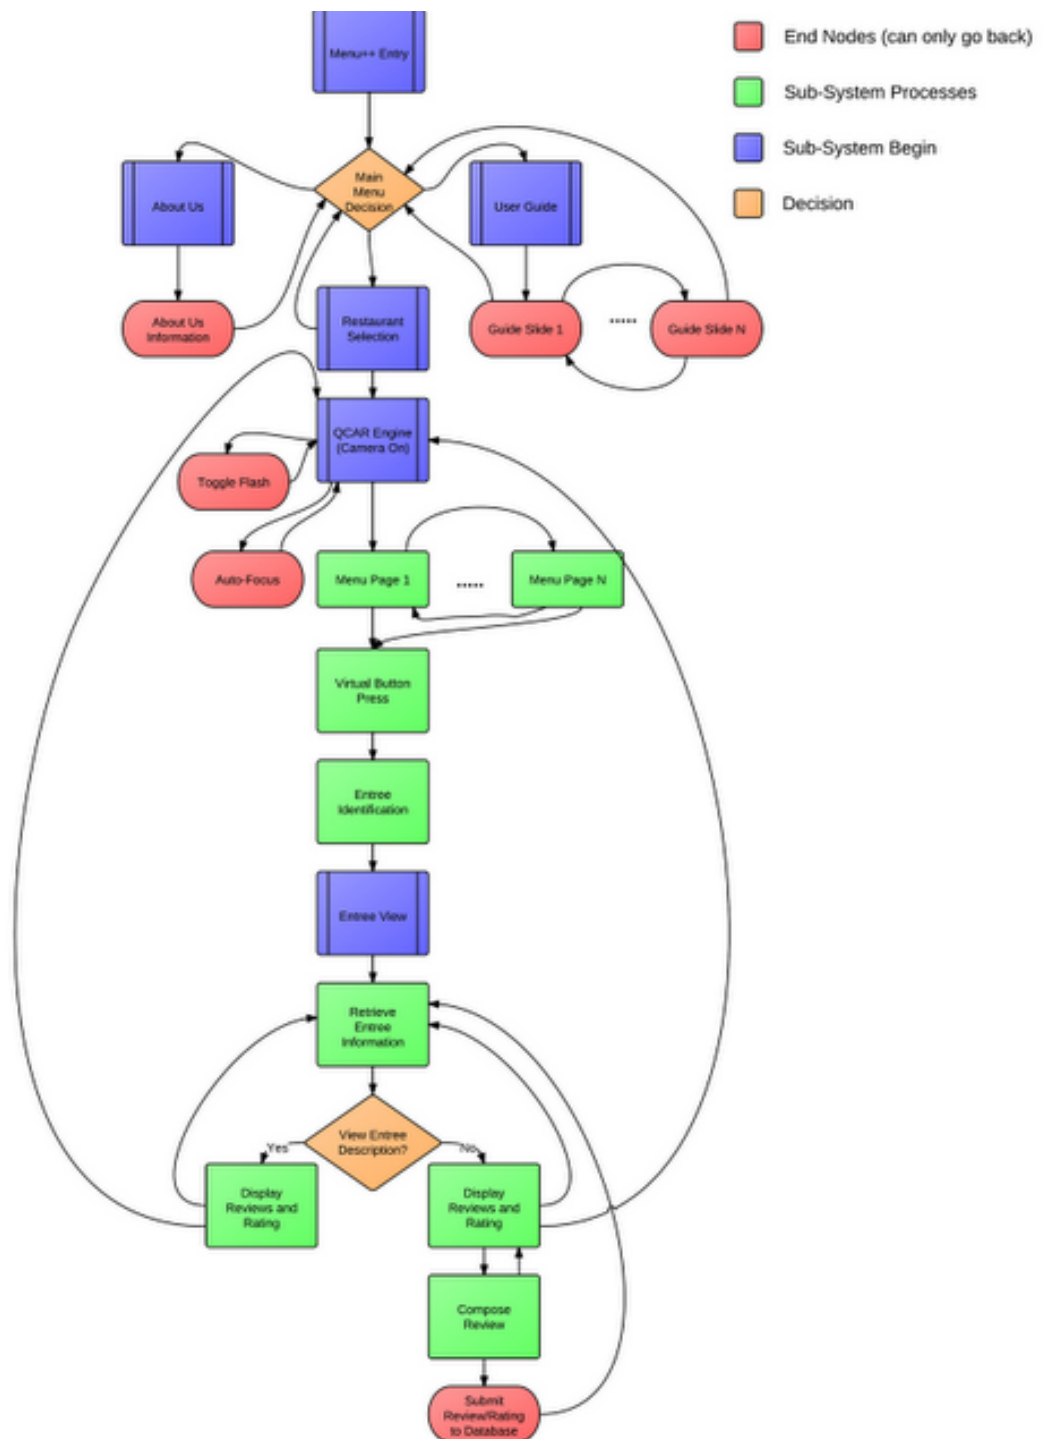 Menu++ Entry
End Nodes (can only go back)
Sub-System Processes
Sub-System Begin
Decision
Main
Menu
Decision
About Us
User Guide
About Us
Information
Restaurant
Selection
Guide Slide 1
.....
Guide Slide N
QCAR Engine
(Camera On)
Toggle Flash
Auto-Focus
Menu Page 1
.....
Menu Page N
Virtual Button
Press
Entree
Identification
Entree View
Retrieve
Entree
Information
View Entree
Description?
Yes
No
Display
Reviews and
Rating
Display
Reviews and
Rating
Compose
Review
Submit
Review/Rating
to Database